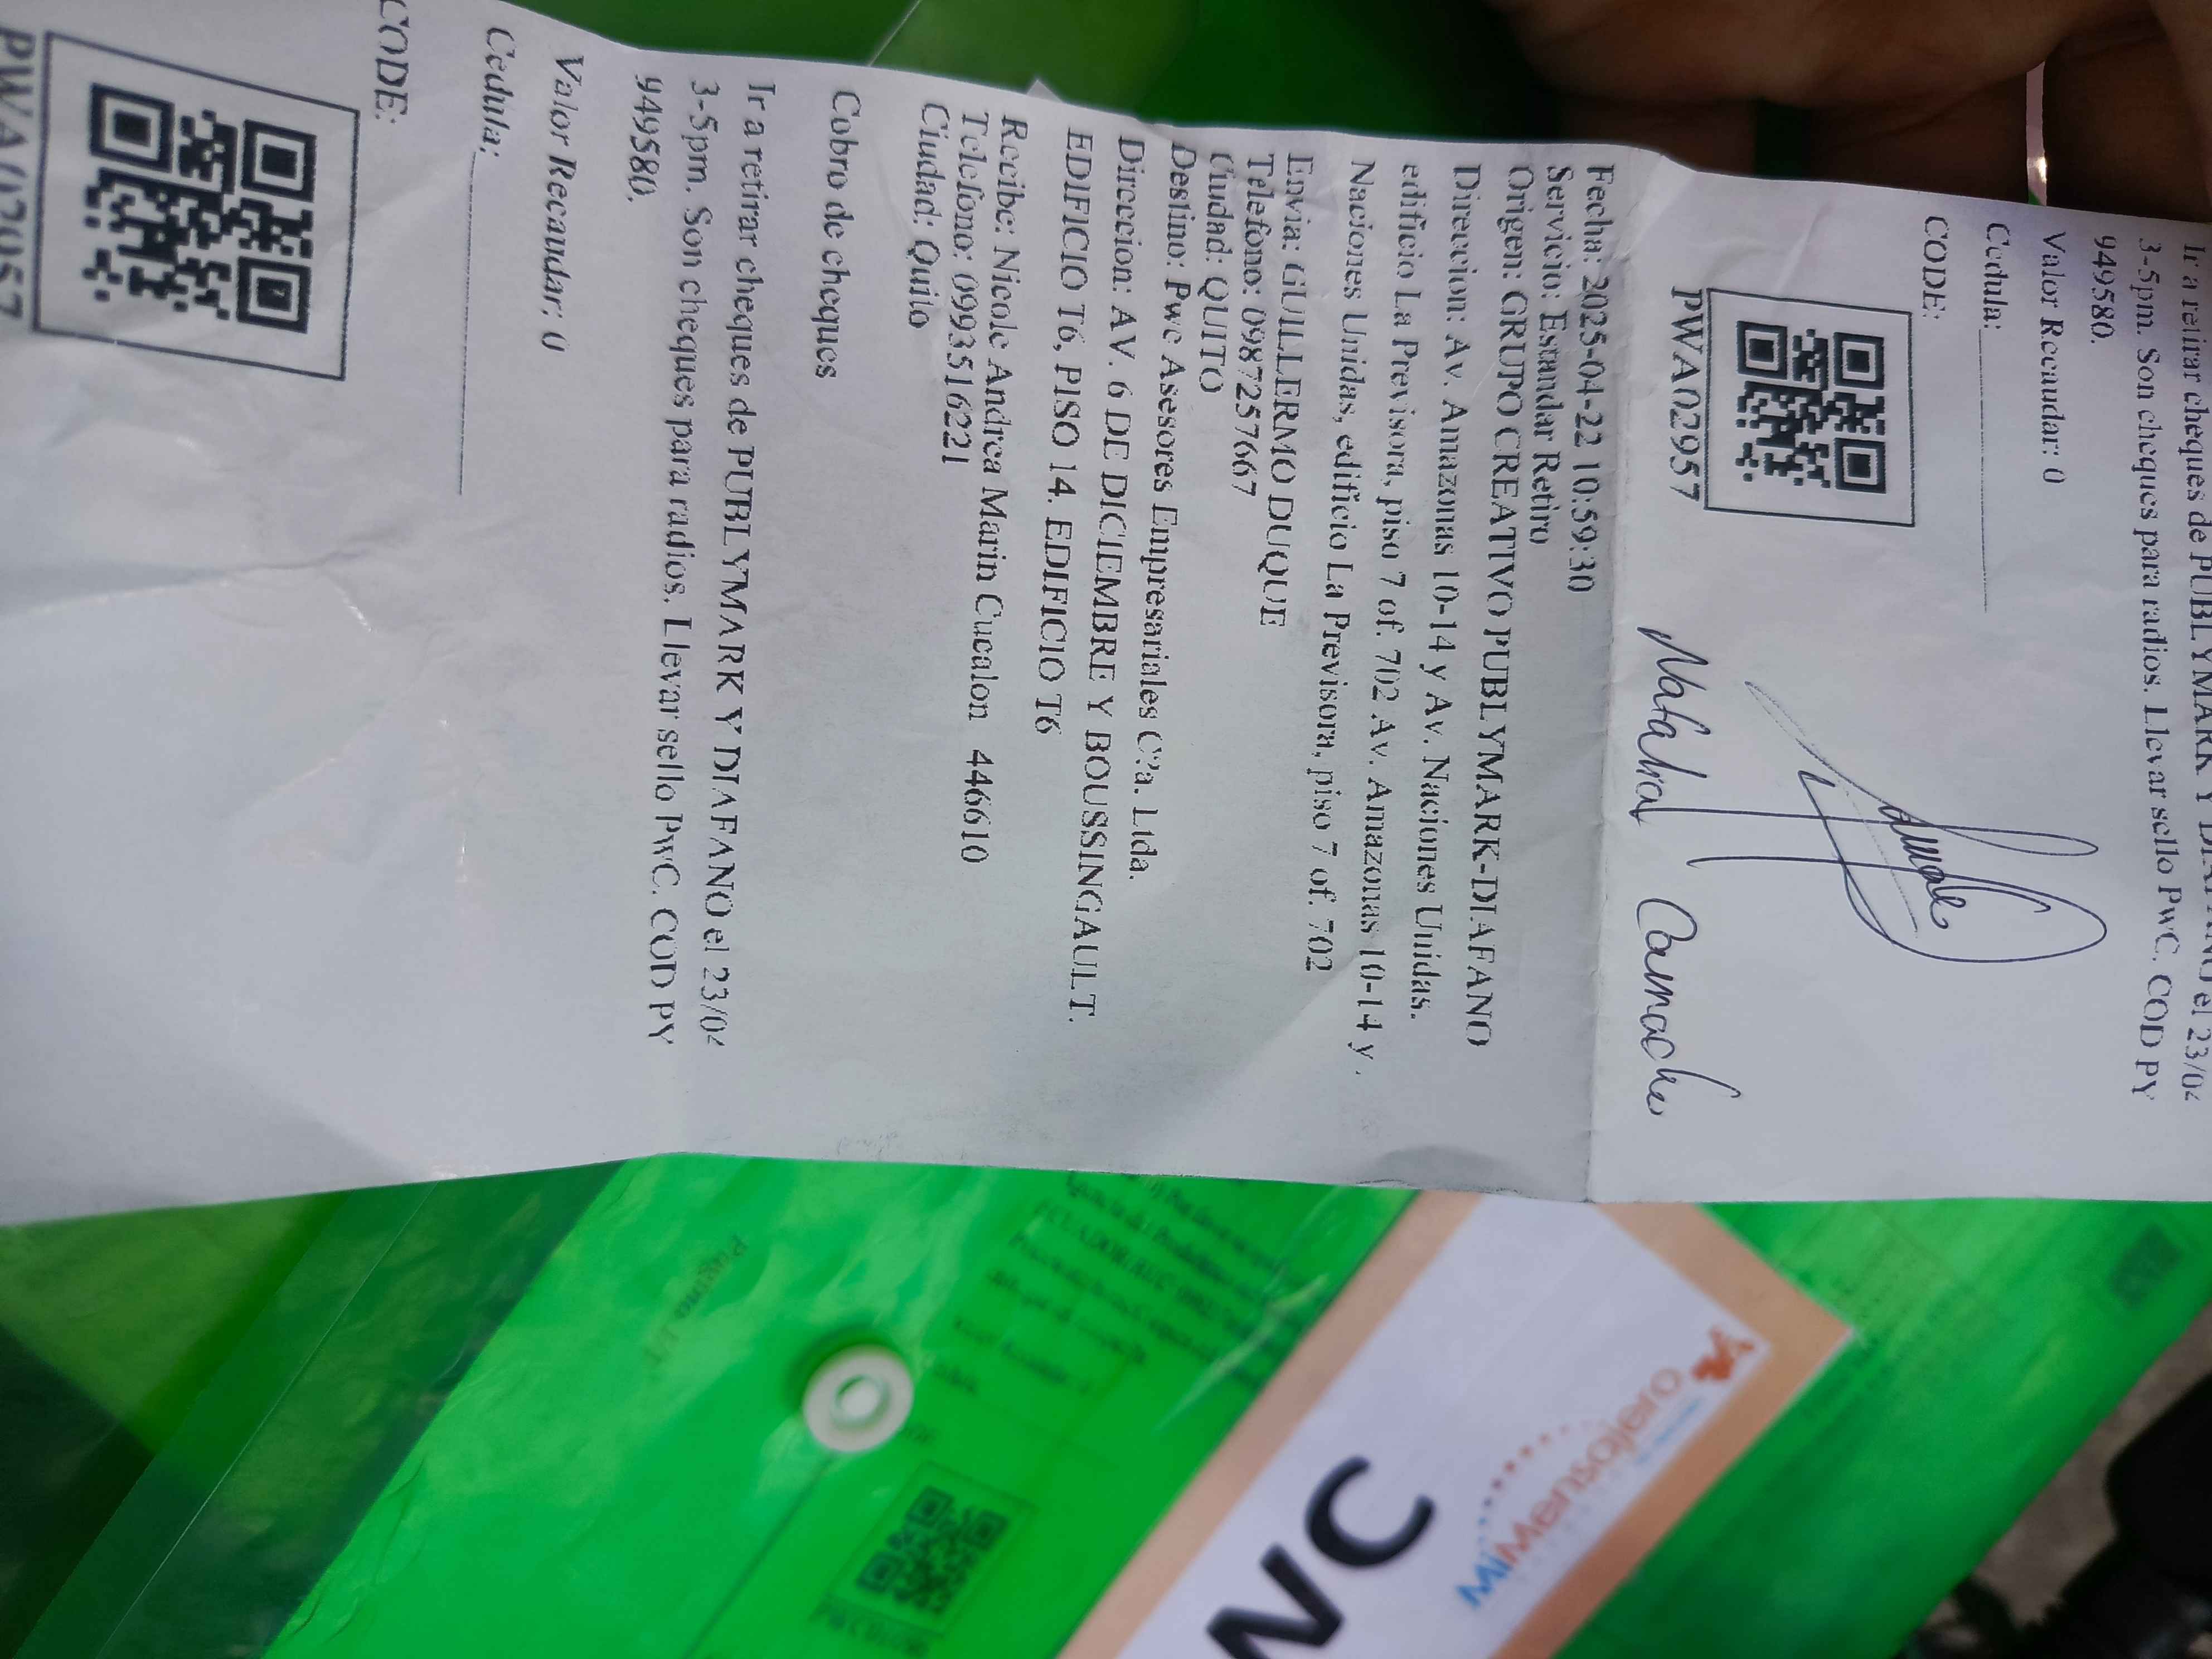 Ir a retirar cheques de PUBLYMARK Y DIAFANO el 23/04
3-5pm. Son cheques para radios. Llevar sello PwC. COD PY
949580.
Valor Recaudar: 0
Cedula:
CODE:
PWA02957
Natahal Camacho
Fecha: 2025-04-22 10:59:30
Servicio: Estandar Retiro
Origen: GRUPO CREATIVO PUBLYMARK-DIAFANO
Direccion: Av. Amazonas 10-14 y Av. Naciones Unidas,
edificio La Previsora, piso 7 of. 702 Av. Amazonas 10-14 y
Naciones Unidas, edificio La Previsora, piso 7 of. 702
Envia: GUILLERMO DUQUE
Telefono: 0987257667
Ciudad: QUITO
Destino: Pwc Asesores Empresariales C?a. Ltda.
Direccion: AV. 6 DE DICIEMBRE Y BOUSSINGAULT.
EDIFICIO T6, PISO 14. EDIFICIO T6
Recibe: Nicole Andrea Marin Cucalon 446610
Telefono: 0993516221
Ciudad: Quito
Cobro de cheques
Ir a retirar cheques de PUBLYMARK Y DIAFANO el 23/04
3-5pm. Son cheques para radios. Llevar sello PwC. COD PY
949580.
Valor Recaudar: 0
Cedula:
CODE:
PWA02957
MiMensajero
NC